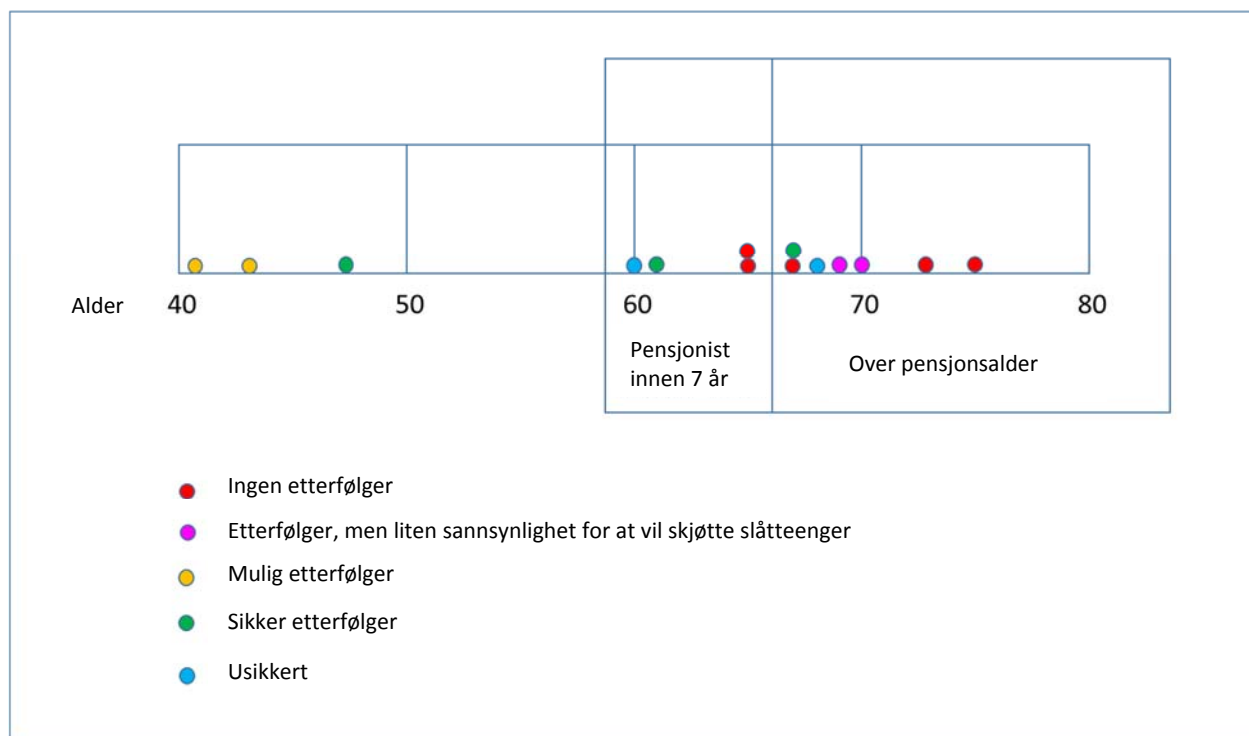 Alder
40 50 60 70 80
Pensjonist
innen 7 år
Over pensjonsalder
Ingen etterfølger
Etterfølger, men liten sannsynlighet for at vil skjøtte slåtteenger
Mulig etterfølger
Sikker etterfølger
Usikkert